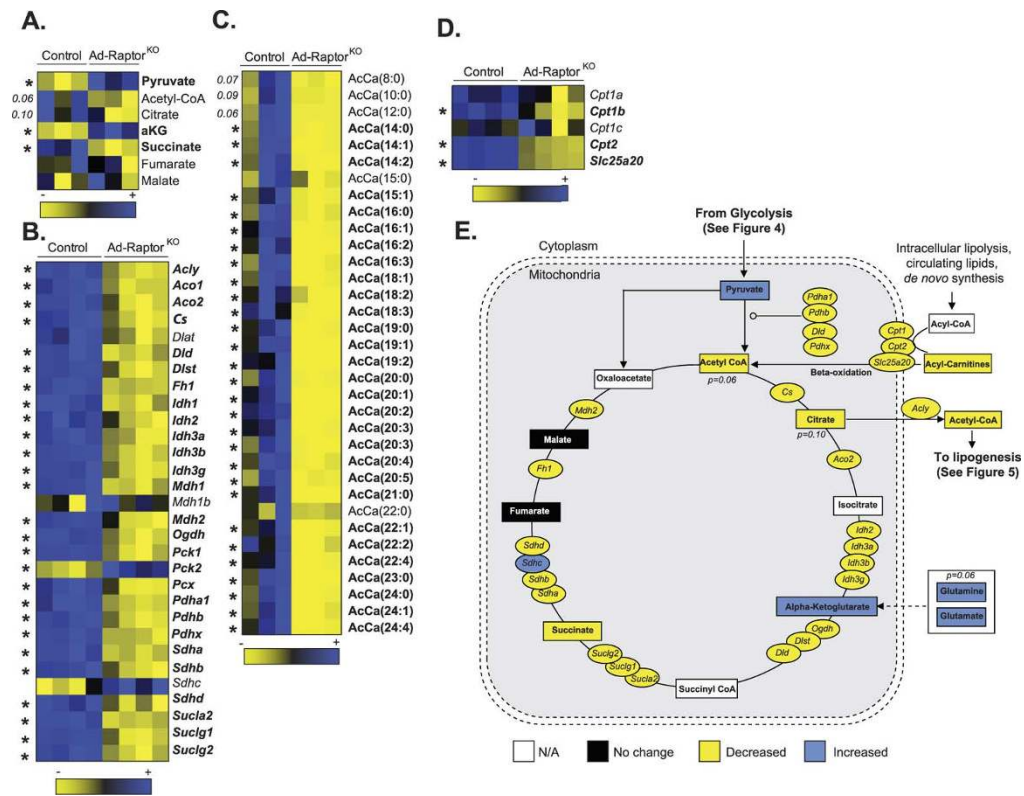 A.
Control Ad-Raptor KO
* Pyruvate
0.06 Acetyl-CoA
0.10 Citrate
* aKG
* Succinate
Fumarate
Malate
- +
B.
Control Ad-Raptor KO
* Acly
* Aco1
* Aco2
* Cs
Dlat
* Dld
* Dlst
* Fh1
* Idh1
* Idh2
* Idh3a
* Idh3b
* Idh3g
* Mdh1
Mdh1b
* Mdh2
* Ogdh
* Pck1
* Pck2
* Pcx
* Pdha1
* Pdhb
* Pdhx
* Sdha
* Sdhb
Sdhc
* Sdhd
* Sucla2
* Suclg1
* Suclg2
- +
C.
Control Ad-Raptor KO
0.07 AcCa(8:0)
0.09 AcCa(10:0)
0.06 AcCa(12:0)
* AcCa(14:0)
* AcCa(14:1)
* AcCa(14:2)
AcCa(15:0)
* AcCa(15:1)
* AcCa(16:0)
* AcCa(16:1)
* AcCa(16:2)
* AcCa(16:3)
* AcCa(18:1)
* AcCa(18:2)
* AcCa(18:3)
* AcCa(19:0)
* AcCa(19:1)
* AcCa(19:2)
* AcCa(20:0)
* AcCa(20:1)
* AcCa(20:2)
* AcCa(20:3)
* AcCa(20:3)
* AcCa(20:4)
* AcCa(20:5)
* AcCa(21:0)
AcCa(22:0)
* AcCa(22:1)
* AcCa(22:2)
* AcCa(22:4)
* AcCa(23:0)
* AcCa(24:0)
* AcCa(24:1)
* AcCa(24:4)
- +
D.
Control Ad-Raptor KO
Cpt1a
* Cpt1b
Cpt1c
* Cpt2
* Slc25a20
- +
E.
From Glycolysis
(See Figure 4)
Cytoplasm
Mitochondria
Intracellular lipolysis,
circulating lipids,
de novo synthesis
Pyruvate
Pdha1
Pdhb
Dld
Pdhx
Acyl-CoA
Cpt1
Cpt2
Slc25a20
Acyl-Carnitines
Beta-oxidation
Oxaloacetate
Acetyl CoA
p=0.06
Cs
Mdh2
Citrate
p=0.10
Acly
Acetyl-CoA
To lipogenesis
(See Figure 5)
Malate
Aco2
Fh1
Isocitrate
Fumarate
Idh2
Idh3a
Idh3b
Idh3g
Sdhd
Sdhc
Sdhb
Sdha
p=0.06
Glutamine
Glutamate
Alpha-Ketoglutarate
Succinate
Ogdh
Dlst
Dld
Suclg2
Suclg1
Sucla2
Succinyl CoA
N/A No change Decreased Increased